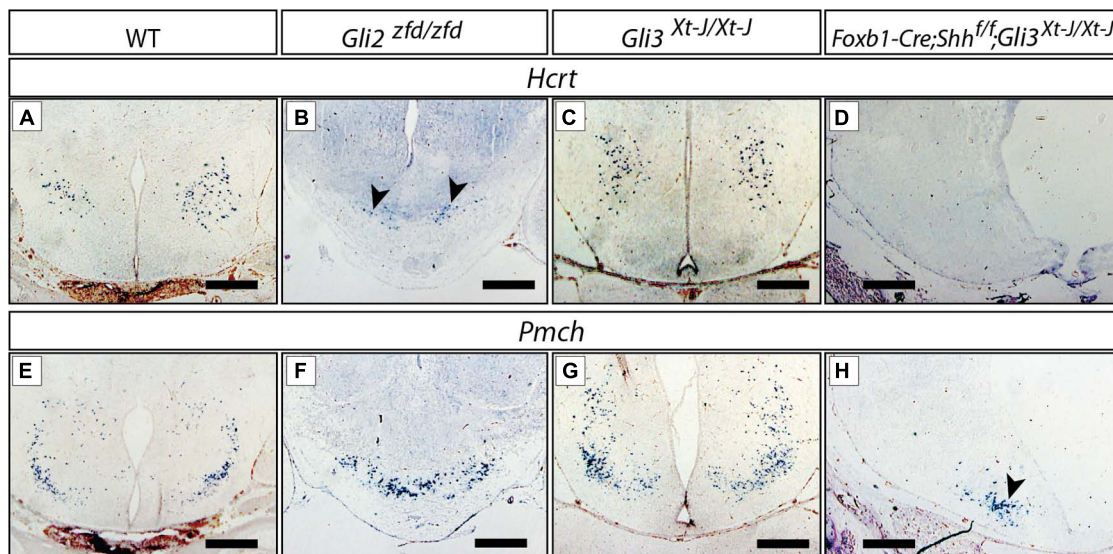 WT Gli2 zfd/zfd Gli3 Xt-J/Xt-J Foxb1-Cre;Shh f/f;Gli3 Xt-J/Xt-J
Hcrt
A B C D
Pmch
E F G H